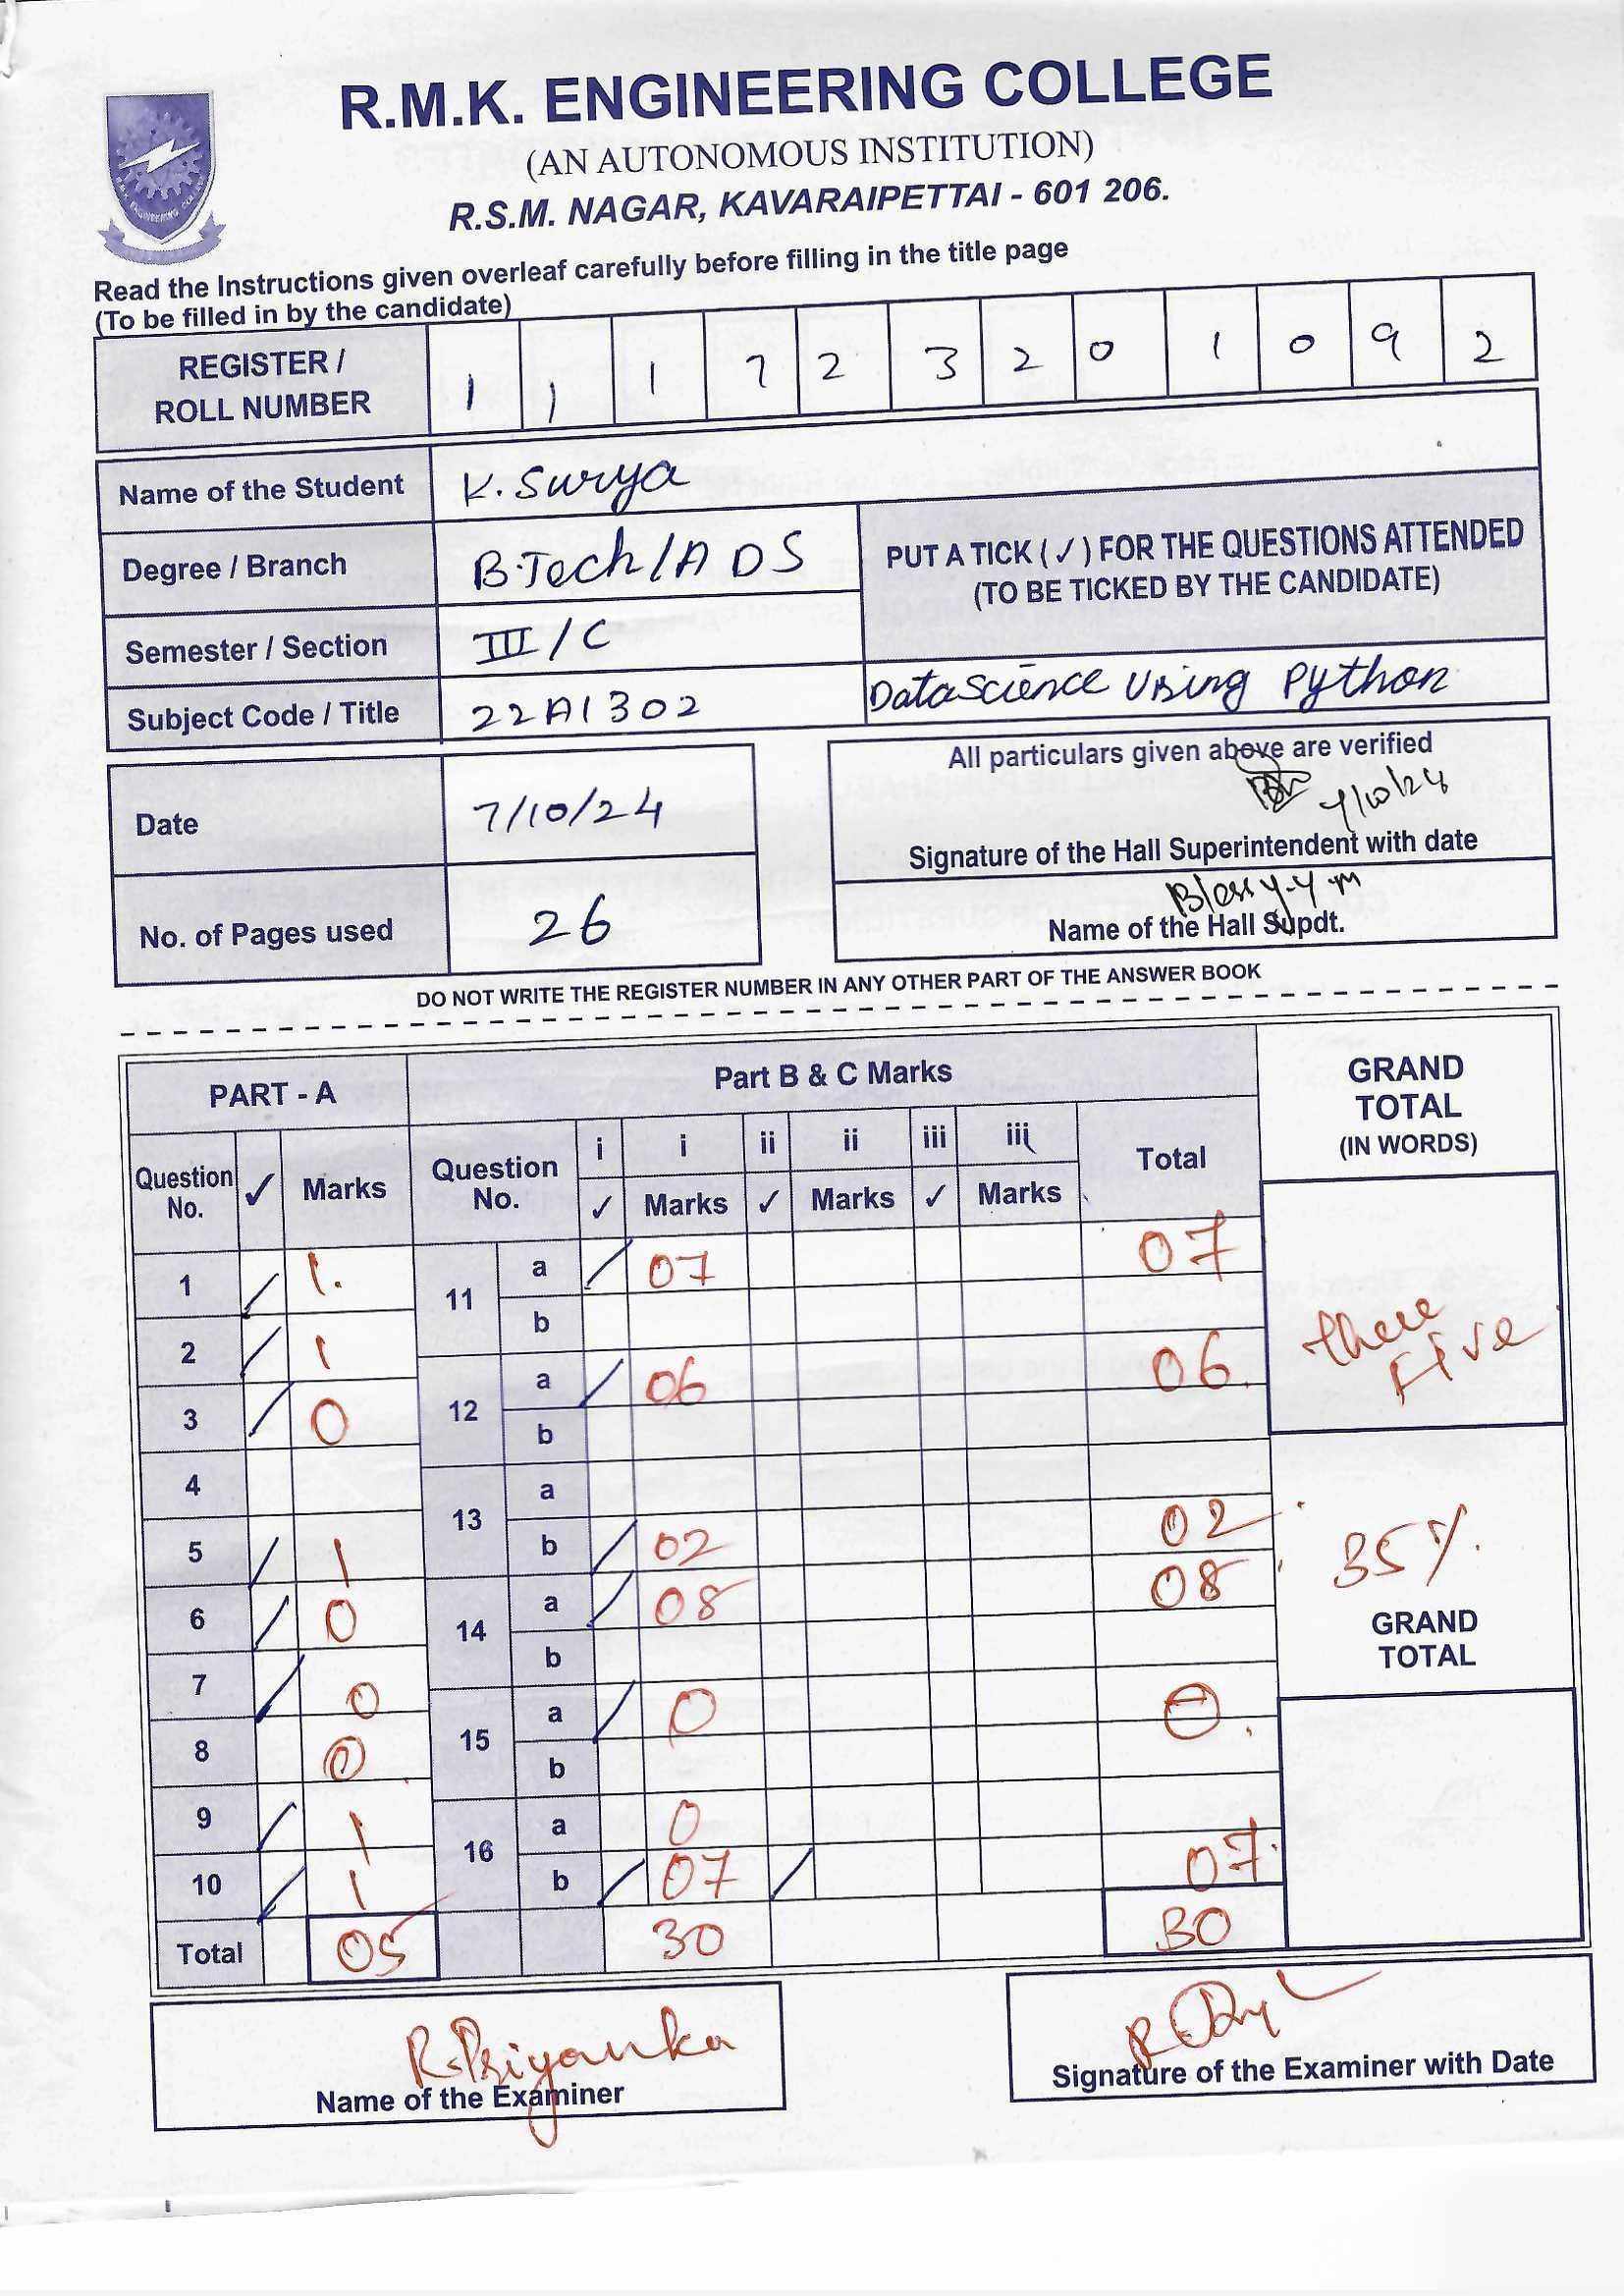 R.M.K. ENGINEERING COLLEGE
(AN AUTONOMOUS INSTITUTION)
R.S.M. NAGAR, KAVARAIPETTAI - 601 206.
Read the Instructions given overleaf carefully before filling in the title page
(To be filled in by the candidate)
REGISTER / ROLL NUMBER 1 1 1 7 2 3 2 0 1 0 9 2
Name of the Student K. Surya
Degree / Branch B.Tech/A DS
PUT A TICK ( ✓ ) FOR THE QUESTIONS ATTENDED
(TO BE TICKED BY THE CANDIDATE)
Semester / Section III / C
Subject Code / Title 22AI302 Datascience Using Python
All particulars given above are verified
Date 7/10/24
7/10/24
Signature of the Hall Superintendent with date
No. of Pages used 26
Blessy.Y.M
Name of the Hall Supdt.
DO NOT WRITE THE REGISTER NUMBER IN ANY OTHER PART OF THE ANSWER BOOK
PART - A Part B & C Marks GRAND TOTAL (IN WORDS)
Question No. ✓ Marks Question No. i i ii ii iii iii Total
✓ Marks ✓ Marks ✓ Marks
1 / 1. 11 a / 07 07
b
2 / 1 three
Five
3 / 0 12 a / 06 06.
b
4 13 a
5 / 1 b / 02 02
35%.
6 / 0 14 a / 08 08
GRAND TOTAL
b
7 / 0 15 a / 0 0.
8 0 b
9 / 1 16 a 0
10 / 1 b / 07 / 07.
Total 05 30 30
R.Priyanka
Name of the Examiner
Signature of the Examiner with Date